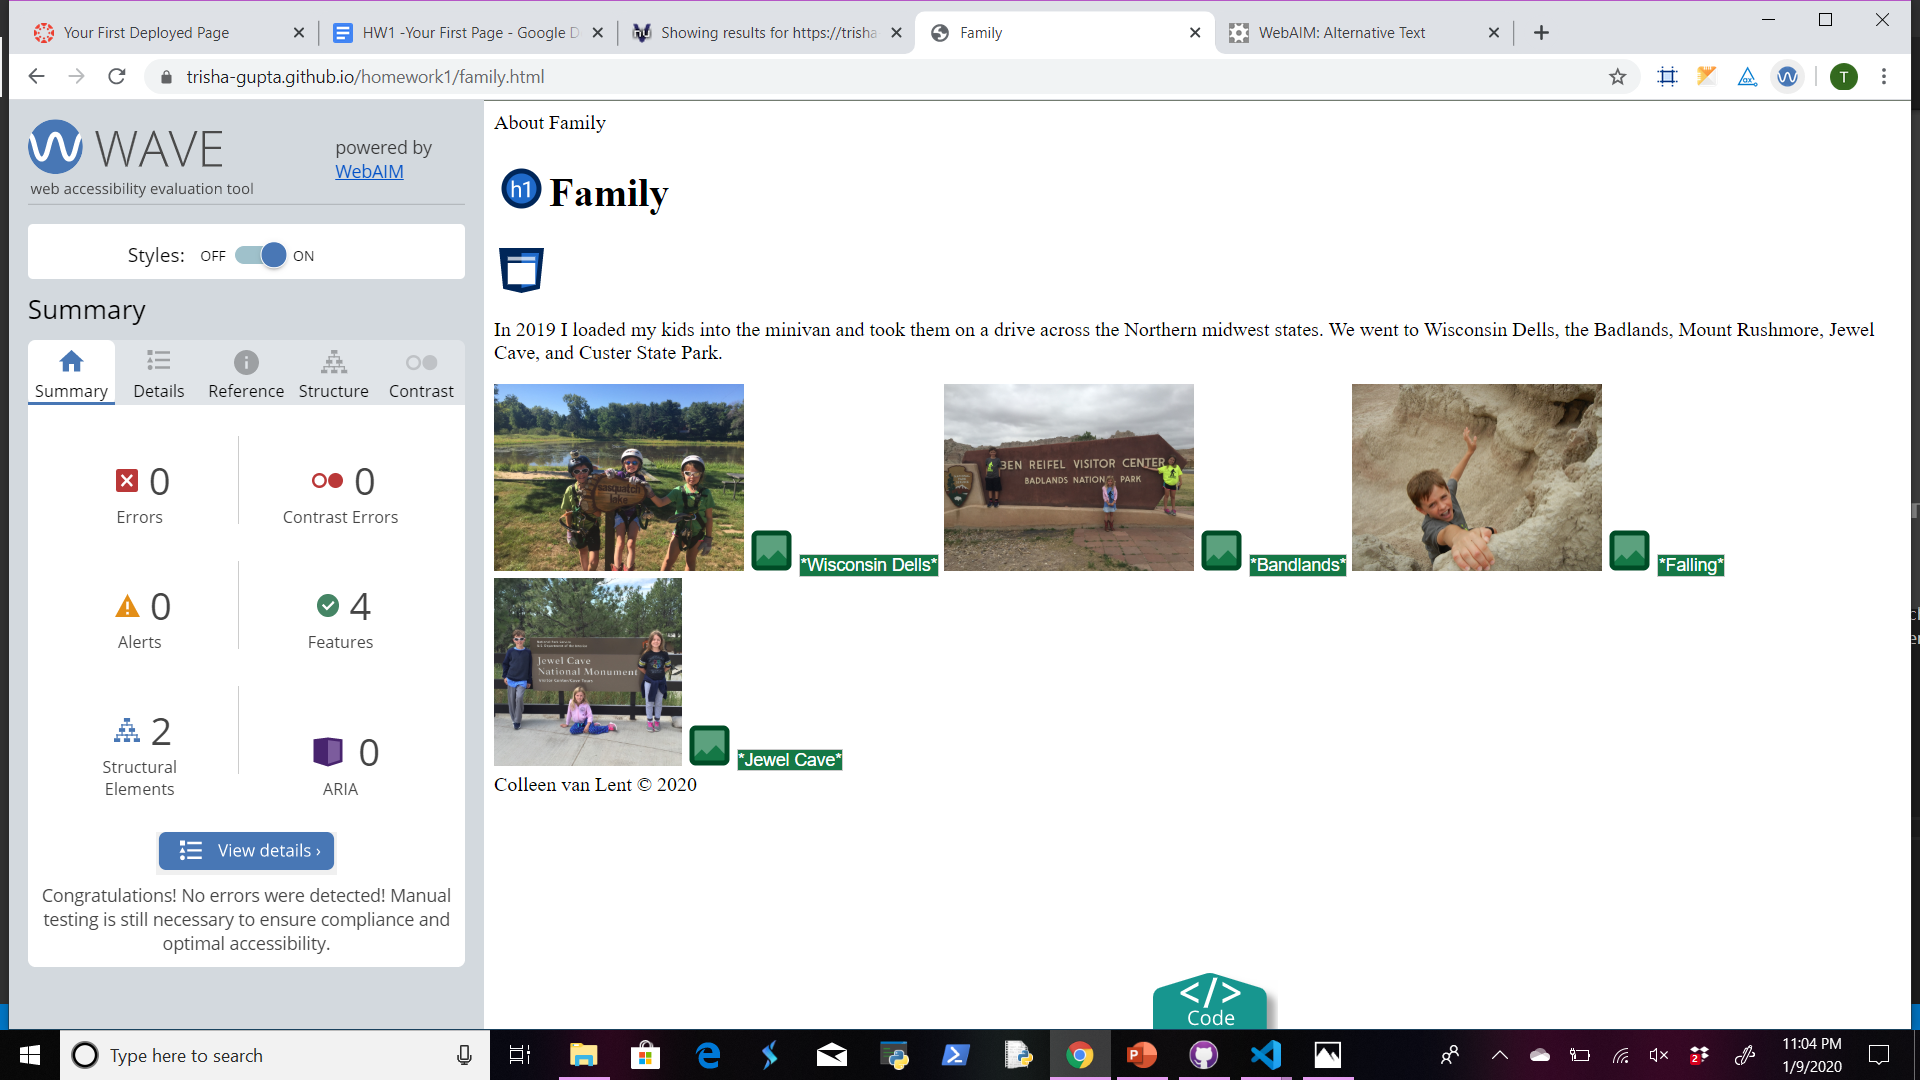 Your First Deployed Page
HW1 -Your First Page - Google D
Showing results for https://trisha
Family
WebAIM: Alternative Text
trisha-gupta.github.io/homework1/family.html
T
WAVE
web accessibility evaluation tool
powered by
WebAIM
Styles: OFF ON
Summary
Summary
Details
Reference
Structure
Contrast
0
Errors
0
Contrast Errors
0
Alerts
4
Features
2
Structural
Elements
0
ARIA
View details ›
Congratulations! No errors were detected! Manual
testing is still necessary to ensure compliance and
optimal accessibility.
About Family
h1 Family
In 2019 I loaded my kids into the minivan and took them on a drive across the Northern midwest states. We went to Wisconsin Dells, the Badlands, Mount Rushmore, Jewel
Cave, and Custer State Park.
sasquatch
lake
*Wisconsin Dells*
BEN REIFEL VISITOR CENTER
BADLANDS NATIONAL PARK
*Bandlands*
*Falling*
Jewel Cave
National Monument
*Jewel Cave*
Colleen van Lent © 2020
</>
Code
Type here to search
11:04 PM
1/9/2020